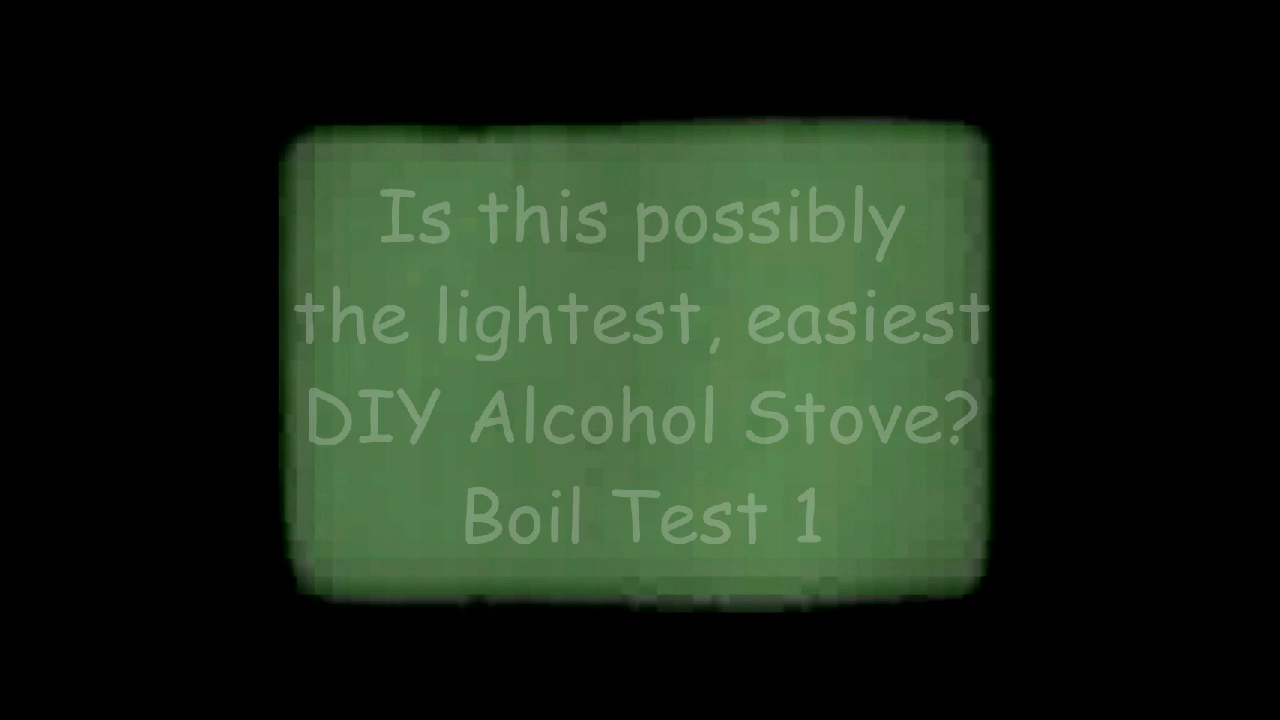 Is this possibly
the lightest, easiest
DIY Alcohol Stove?
Boil Test 1